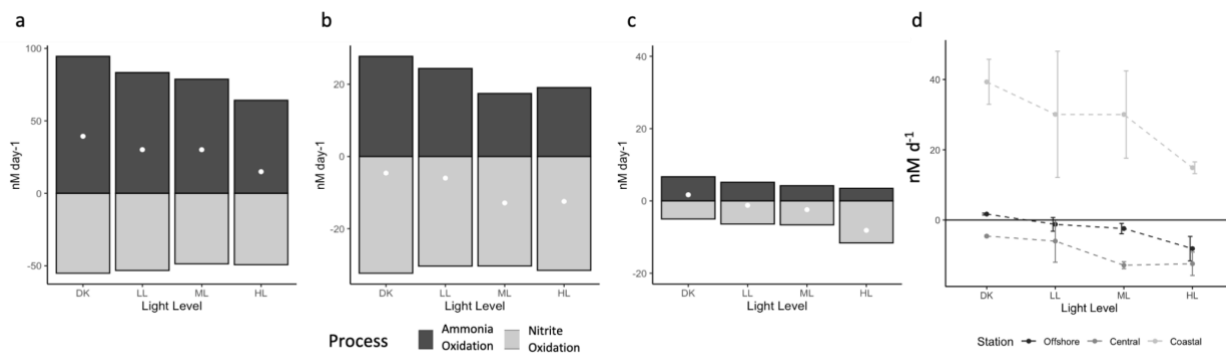 a
b
c
d
nM day-1
100
50
0
-50
DK LL ML HL
Light Level
nM day-1
20
0
-20
DK LL ML HL
Light Level
nM day-1
40
20
0
-20
DK LL ML HL
Light Level
nM d⁻¹
40
20
0
DK LL ML HL
Light Level
Process
Ammonia
Oxidation
Nitrite
Oxidation
Station Offshore Central Coastal